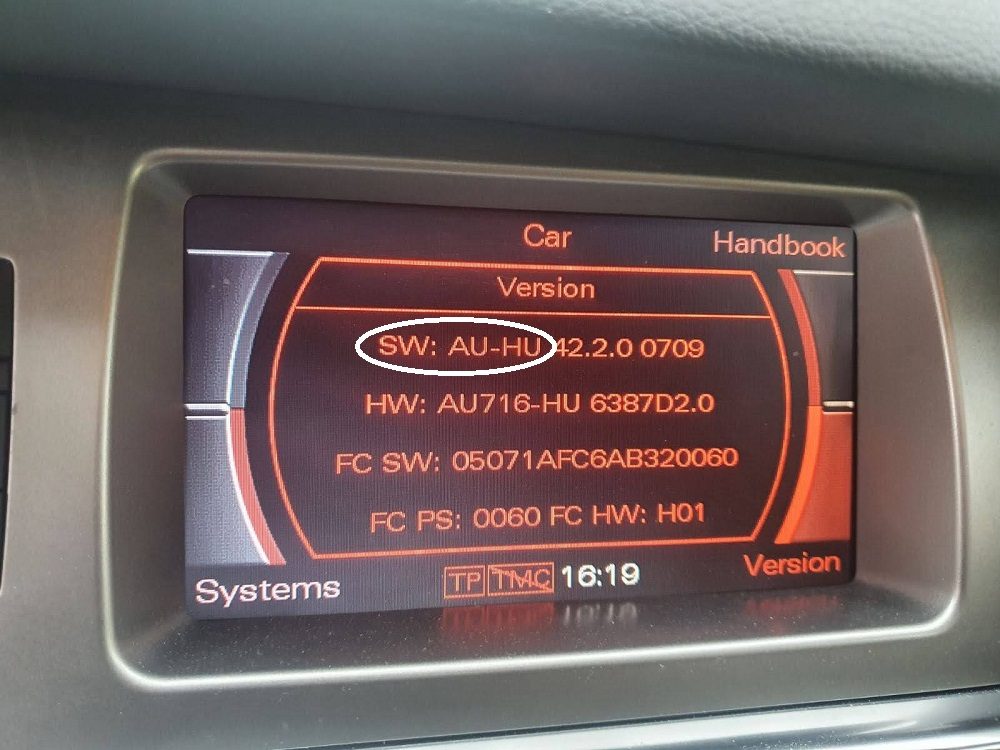 Car
Handbook
Version
SW: AU-HU 42.2.0 0709
HW: AU716-HU 6387D2.0
FC SW: 05071AFC6AB320060
FC PS: 0060 FC HW: H01
Systems
TP TMC 16:19
Version